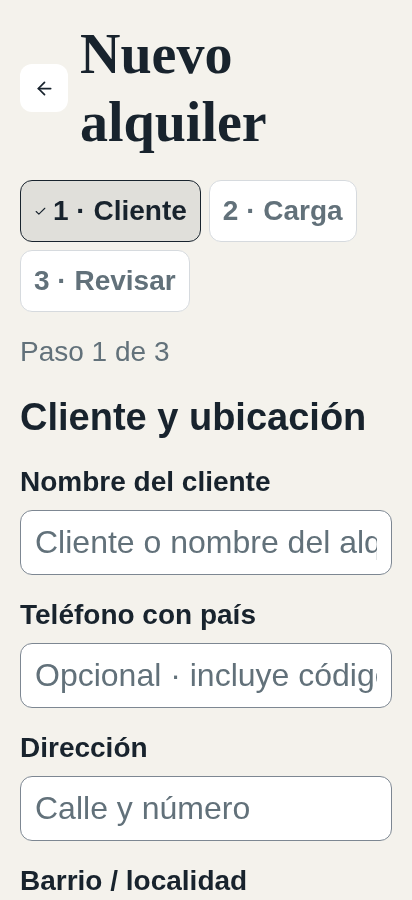 Nuevo
alquiler
1 · Cliente
2 · Carga
3 · Revisar
Paso 1 de 3
Cliente y ubicación
Nombre del cliente
Cliente o nombre del alq
Teléfono con país
Opcional · incluye códig
Dirección
Calle y número
Barrio / localidad